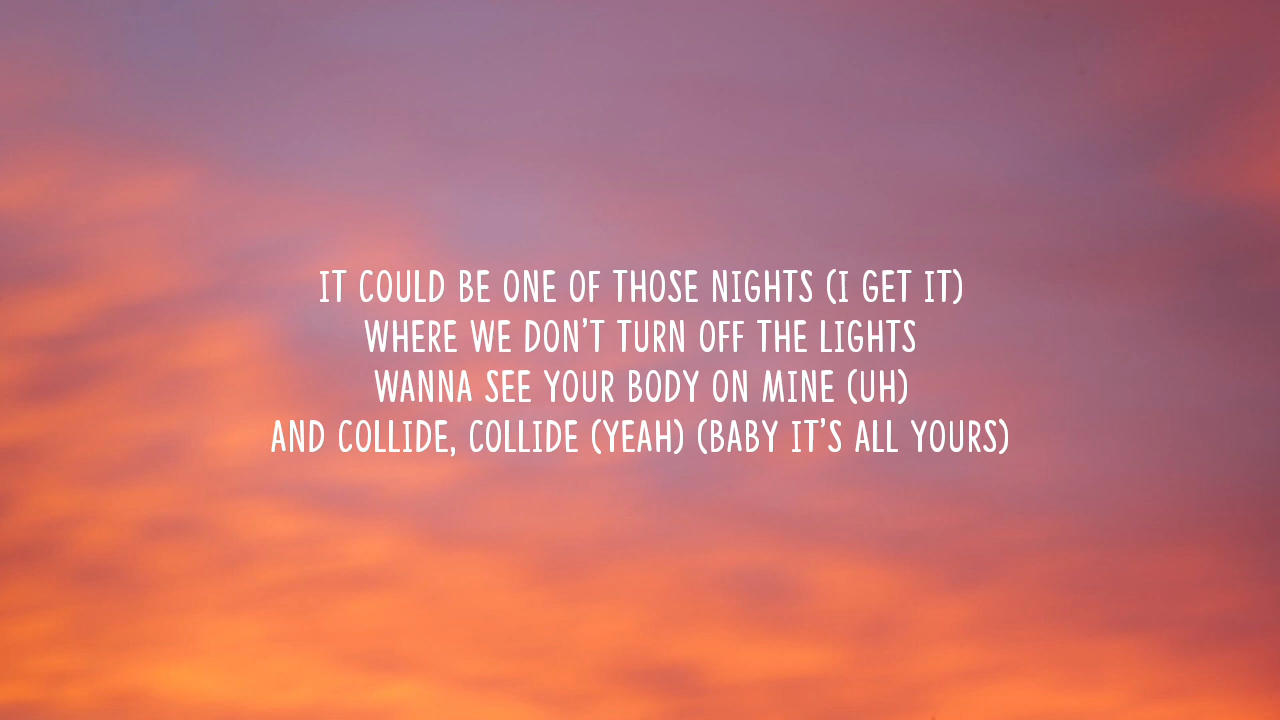 IT COULD BE ONE OF THOSE NIGHTS (I GET IT)
WHERE WE DON'T TURN OFF THE LIGHTS
WANNA SEE YOUR BODY ON MINE (UH)
AND COLLIDE, COLLIDE (YEAH) (BABY IT'S ALL YOURS)